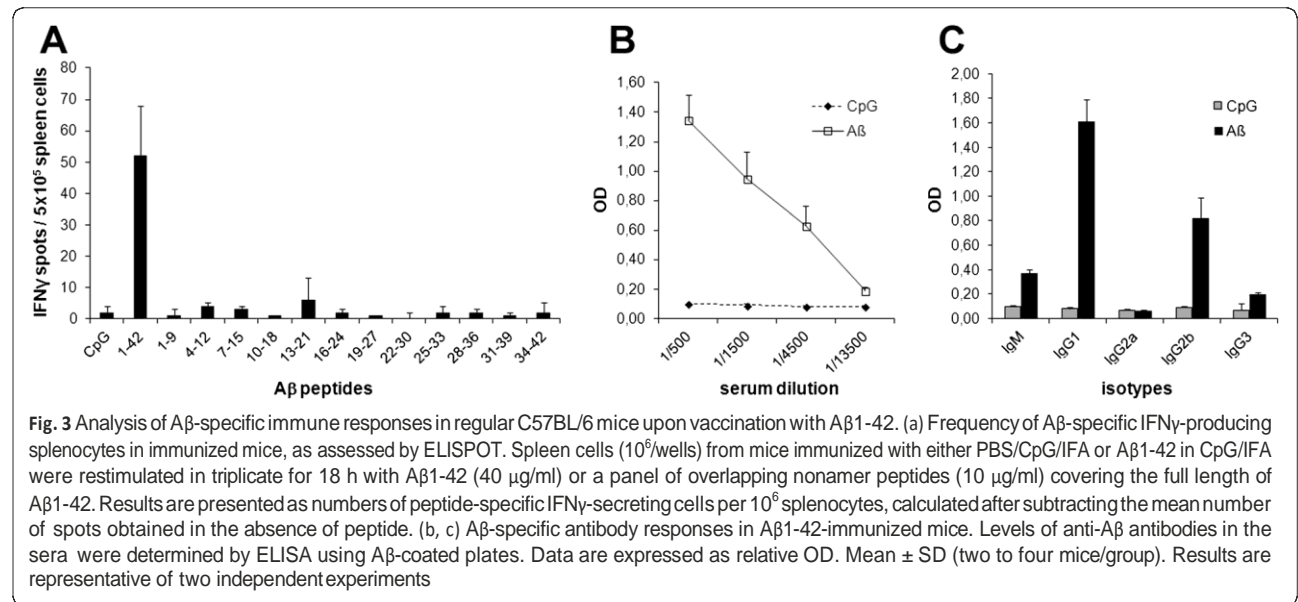 A
IFNγ spots / 5x10⁵ spleen cells
80
70
60
50
40
30
20
10
0
CpG
1-42
1-9
4-12
7-15
10-18
13-21
16-24
19-27
22-30
25-33
28-36
31-39
34-42
Aβ peptides
B
OD
1,60
1,40
1,20
1,00
0,80
0,60
0,40
0,20
0,00
CpG
Aß
1/500
1/1500
1/4500
1/13500
serum dilution
C
OD
2,00
1,80
1,60
1,40
1,20
1,00
0,80
0,60
0,40
0,20
0,00
CpG
Aß
IgM
IgG1
IgG2a
IgG2b
IgG3
isotypes
Fig. 3 Analysis of Aβ-specific immune responses in regular C57BL/6 mice upon vaccination with Aβ1-42. (a) Frequency of Aβ-specific IFNγ-producing
splenocytes in immunized mice, as assessed by ELISPOT. Spleen cells (10⁶/wells) from mice immunized with either PBS/CpG/IFA or Aβ1-42 in CpG/IFA
were restimulated in triplicate for 18 h with Aβ1-42 (40 μg/ml) or a panel of overlapping nonamer peptides (10 μg/ml) covering the full length of
Aβ1-42. Results are presented as numbers of peptide-specific IFNγ-secreting cells per 10⁶ splenocytes, calculated after subtracting the mean number
of spots obtained in the absence of peptide. (b, c) Aβ-specific antibody responses in Aβ1-42-immunized mice. Levels of anti-Aβ antibodies in the
sera were determined by ELISA using Aβ-coated plates. Data are expressed as relative OD. Mean ± SD (two to four mice/group). Results are
representative of two independent experiments